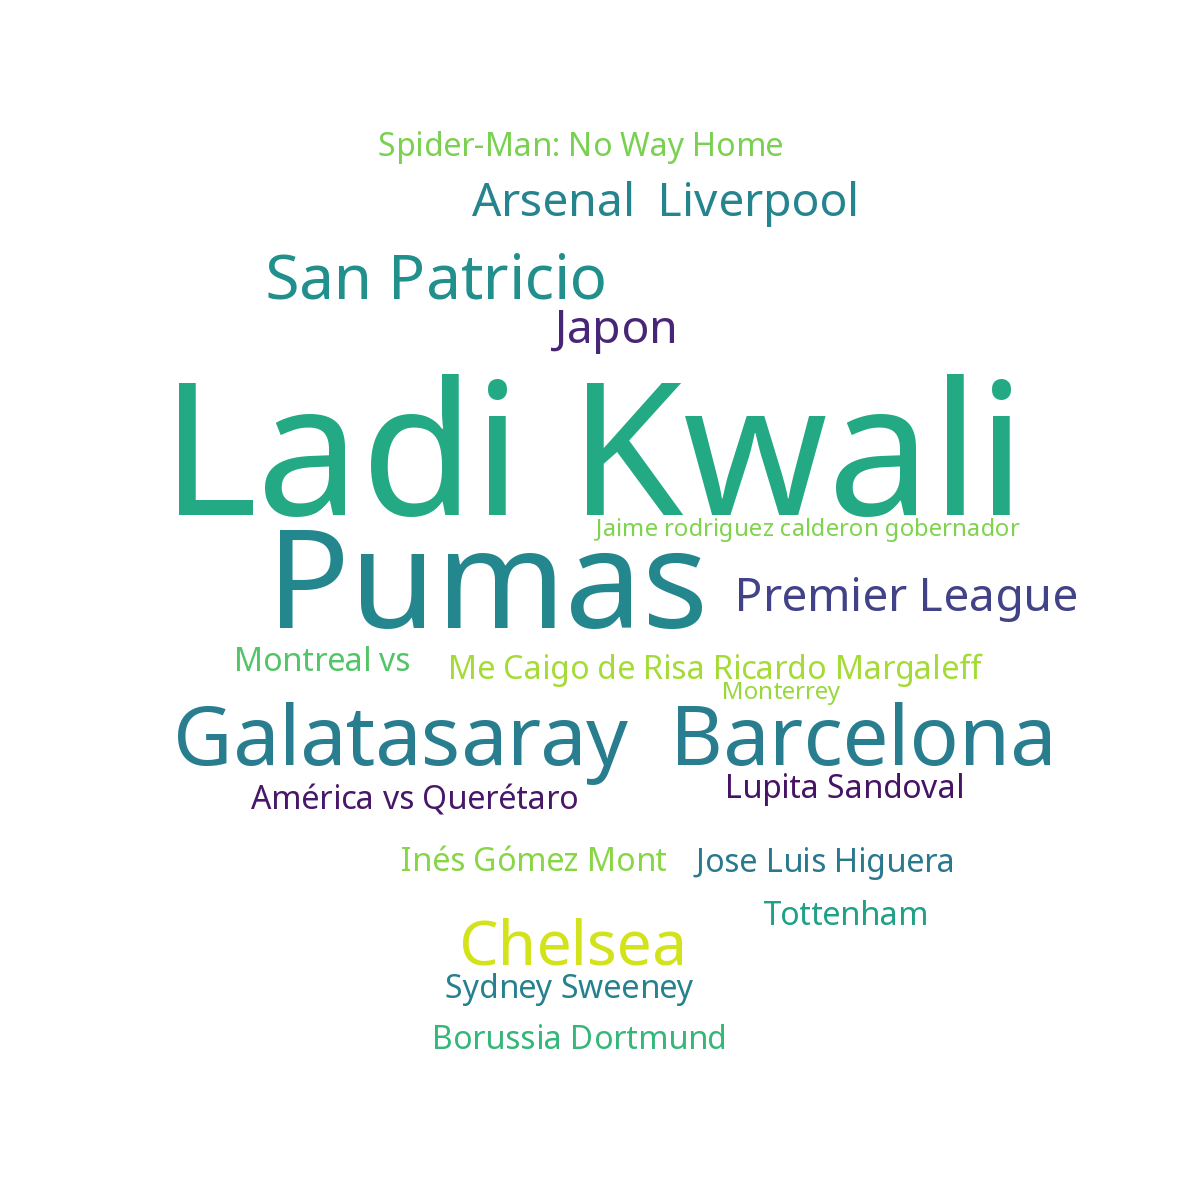 Spider-Man: No Way Home
Arsenal Liverpool
San Patricio
Japon
Ladi Kwali
Jaime rodriguez calderon gobernador
Pumas
Premier League
Montreal vs
Me Caigo de Risa Ricardo Margaleff
Monterrey
Galatasaray Barcelona
América vs Querétaro
Lupita Sandoval
Inés Gómez Mont
Jose Luis Higuera
Tottenham
Chelsea
Sydney Sweeney
Borussia Dortmund